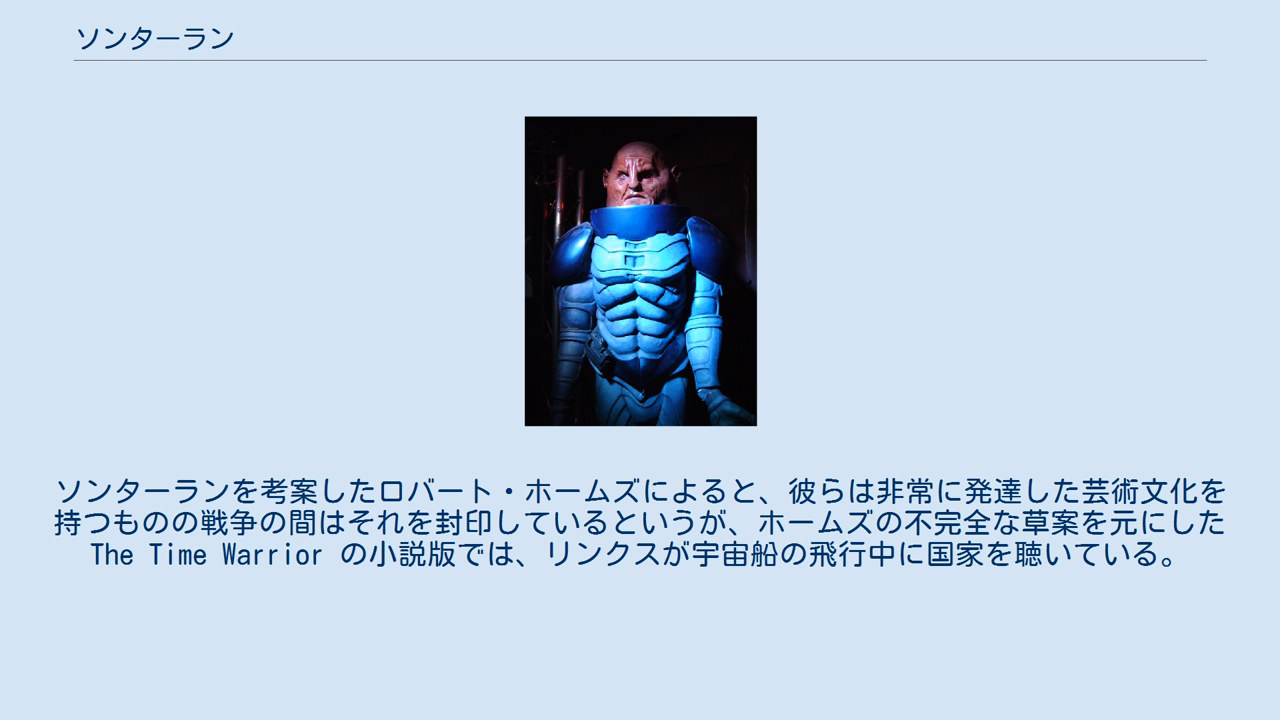 ソンターラン
ソンターランを考案したロバート・ホームズによると、彼らは非常に発達した芸術文化を
持つものの戦争の間はそれを封印しているというが、ホームズの不完全な草案を元にした
The Time Warrior の小説版では、リンクスが宇宙船の飛行中に国家を聴いている。